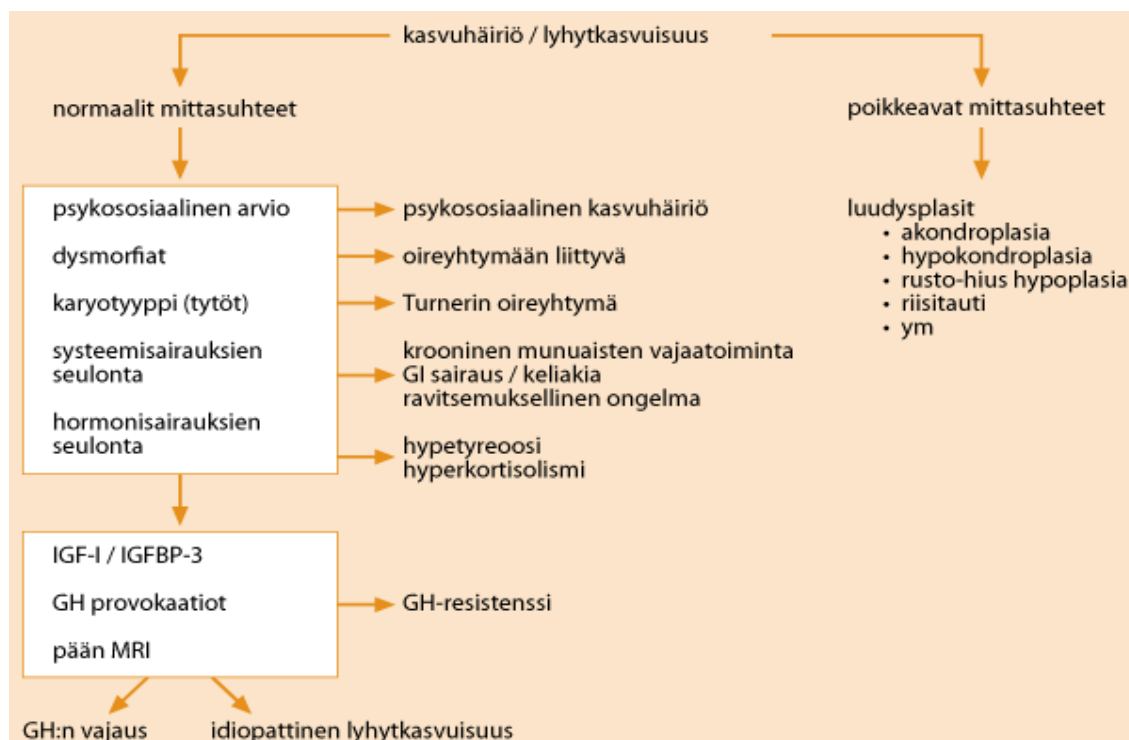 kasvuhäiriö / lyhytkasvuisuus
normaalit mittasuhteet
poikkeavat mittasuhteet
psykososiaalinen arvio
psykososiaalinen kasvuhäiriö
dysmorfiat
oireyhtymään liittyvä
karyotyyppi (tytöt)
Turnerin oireyhtymä
systeemisairauksien
seulonta
krooninen munuaisten vajaatoiminta
GI sairaus / keliakia
ravitsemuksellinen ongelma
hormonisairauksien
seulonta
hypetyreoosi
hyperkortisolismi
luudysplasit
• akondroplasia
• hypokondroplasia
• rusto-hius hypoplasia
• riisitauti
• ym
IGF-I / IGFBP-3
GH provokaatiot
GH-resistenssi
pään MRI
GH:n vajaus
idiopattinen lyhytkasvuisuus